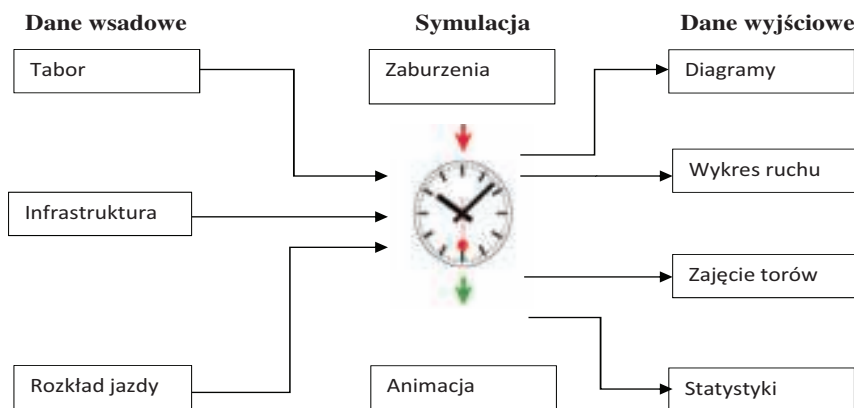 Dane wsadowe
Symulacja
Dane wyjściowe
Tabor
Zaburzenia
Diagramy
Wykres ruchu
Infrastruktura
Zajęcie torów
Rozkład jazdy
Animacja
Statystyki